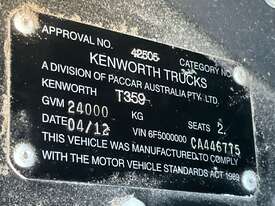 APPROVAL NO. 42505 CATEGORY NO.
KENWORTH TRUCKS
A DIVISION OF PACCAR AUSTRALIA PTY. LTD.
KENWORTH T359
GVM 24000 KG SEATS 2.
DATE 04/12 VIN 6F5000000 CA446775
THIS VEHICLE WAS MANUFACTURED TO COMPLY
WITH THE MOTOR VEHICLE STANDARDS ACT 1989